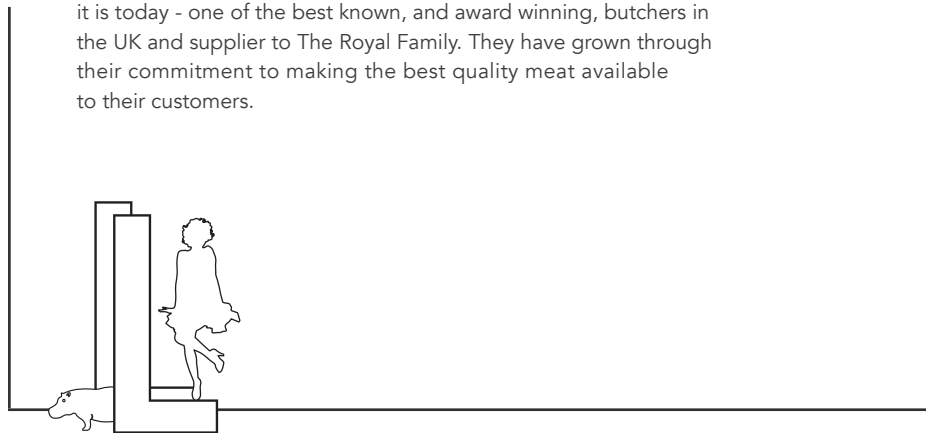 it is today - one of the best known, and award winning, butchers in
the UK and supplier to The Royal Family. They have grown through
their commitment to making the best quality meat available
to their customers.